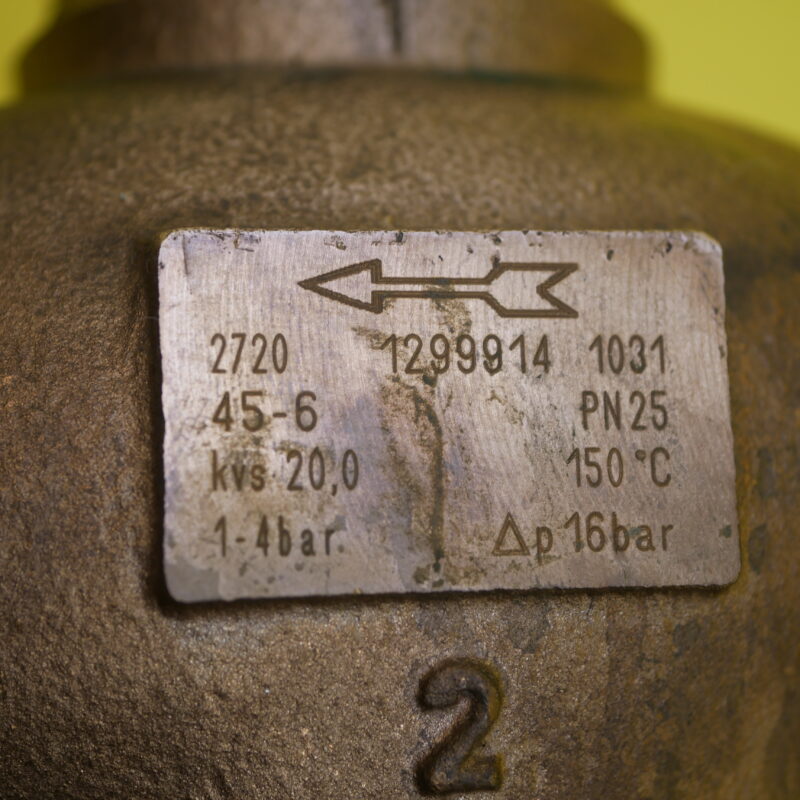 2720 1299914 1031
45-6 PN25
kvs 20,0 150°C
1-4bar Δp 16bar
2